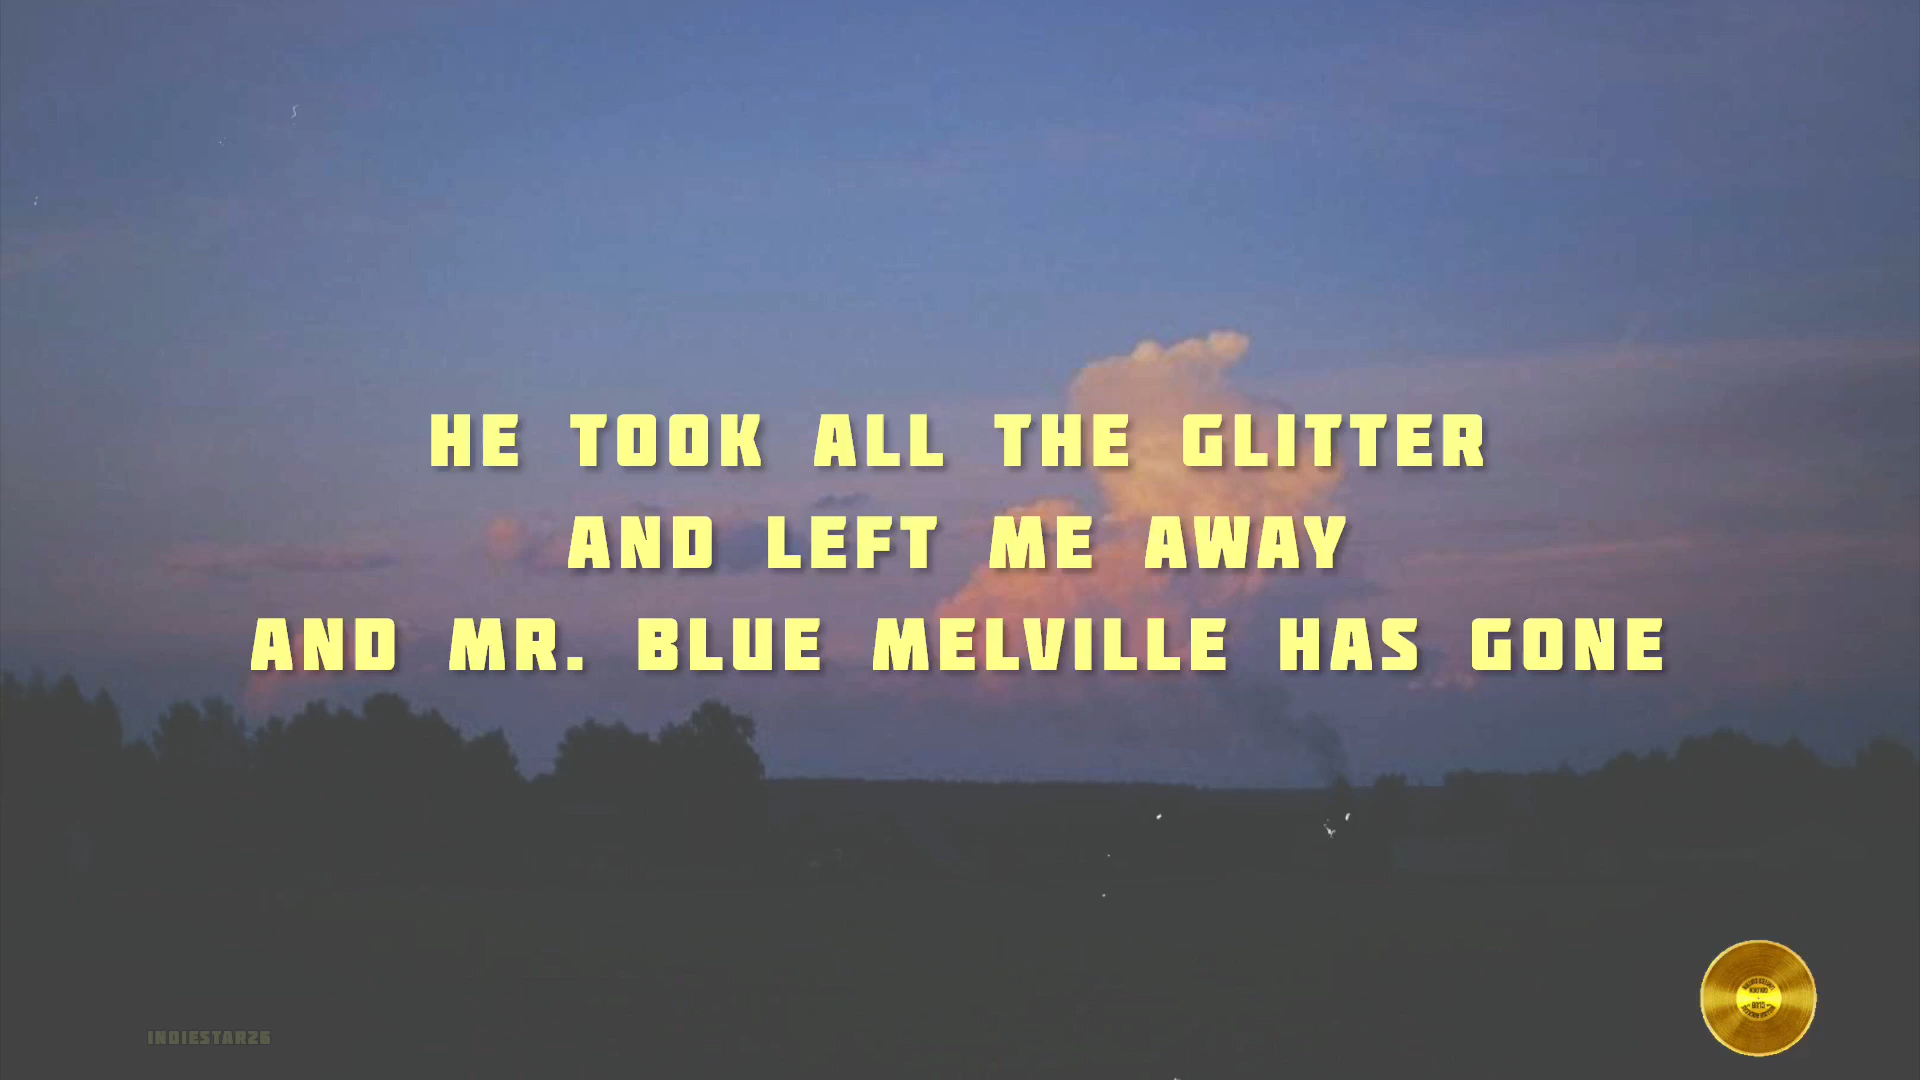 HE TOOK ALL THE GLITTER
AND LEFT ME AWAY
AND MR. BLUE MELVILLE HAS GONE
INDIESTAR26